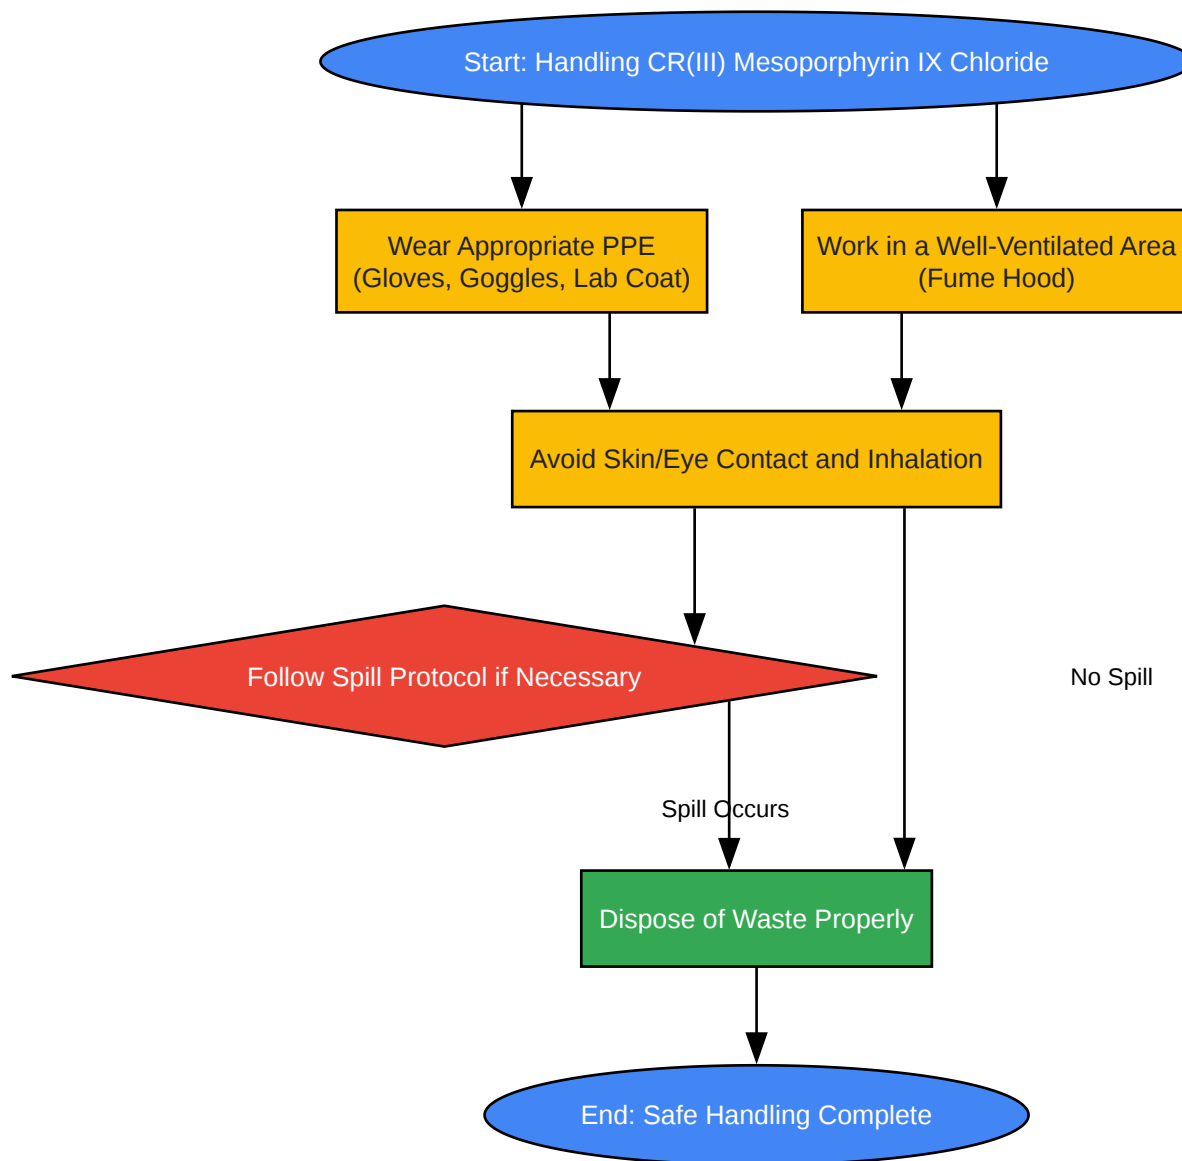 Start: Handling CR(III) Mesoporphyrin IX Chloride
Wear Appropriate PPE
(Gloves, Goggles, Lab Coat)
Work in a Well-Ventilated Area
(Fume Hood)
Avoid Skin/Eye Contact and Inhalation
Follow Spill Protocol if Necessary
No Spill
Spill Occurs
Dispose of Waste Properly
End: Safe Handling Complete